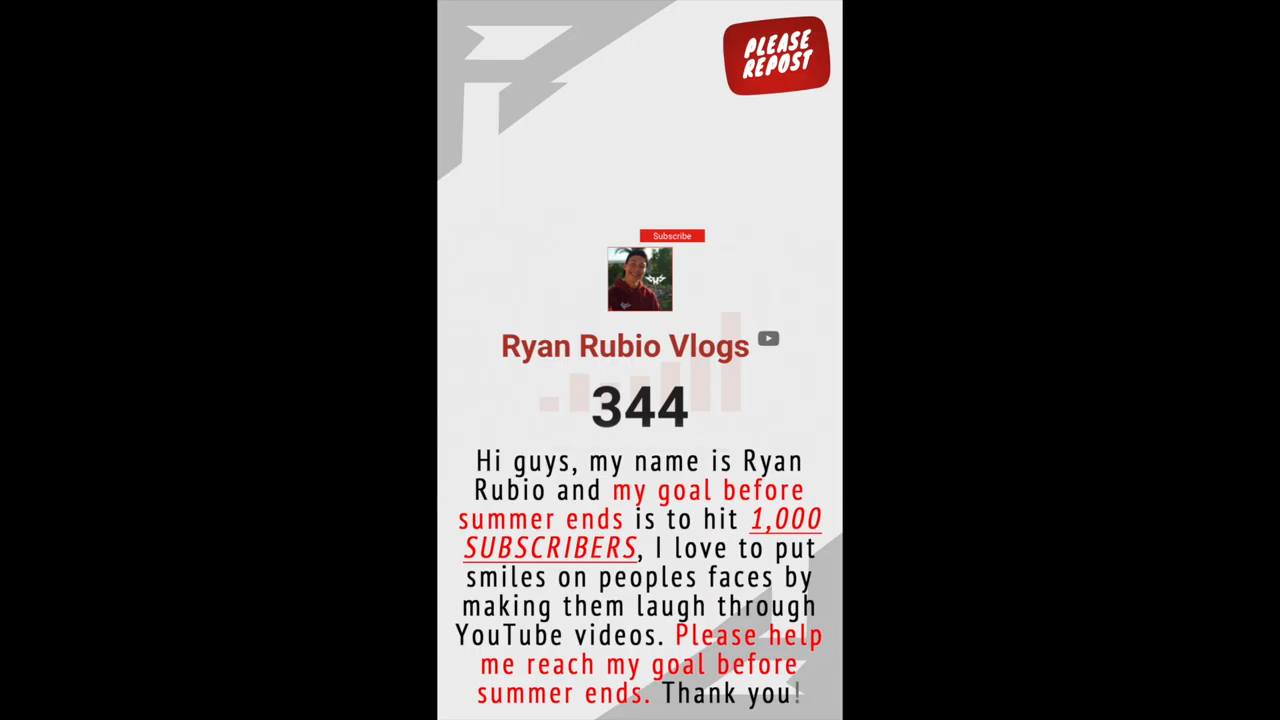 PLEASE
REPOST
Subscribe
Ryan Rubio Vlogs
344
Hi guys, my name is Ryan
Rubio and my goal before
summer ends is to hit 1,000
SUBSCRIBERS, I love to put
smiles on peoples faces by
making them laugh through
YouTube videos. Please help
me reach my goal before
summer ends. Thank you!